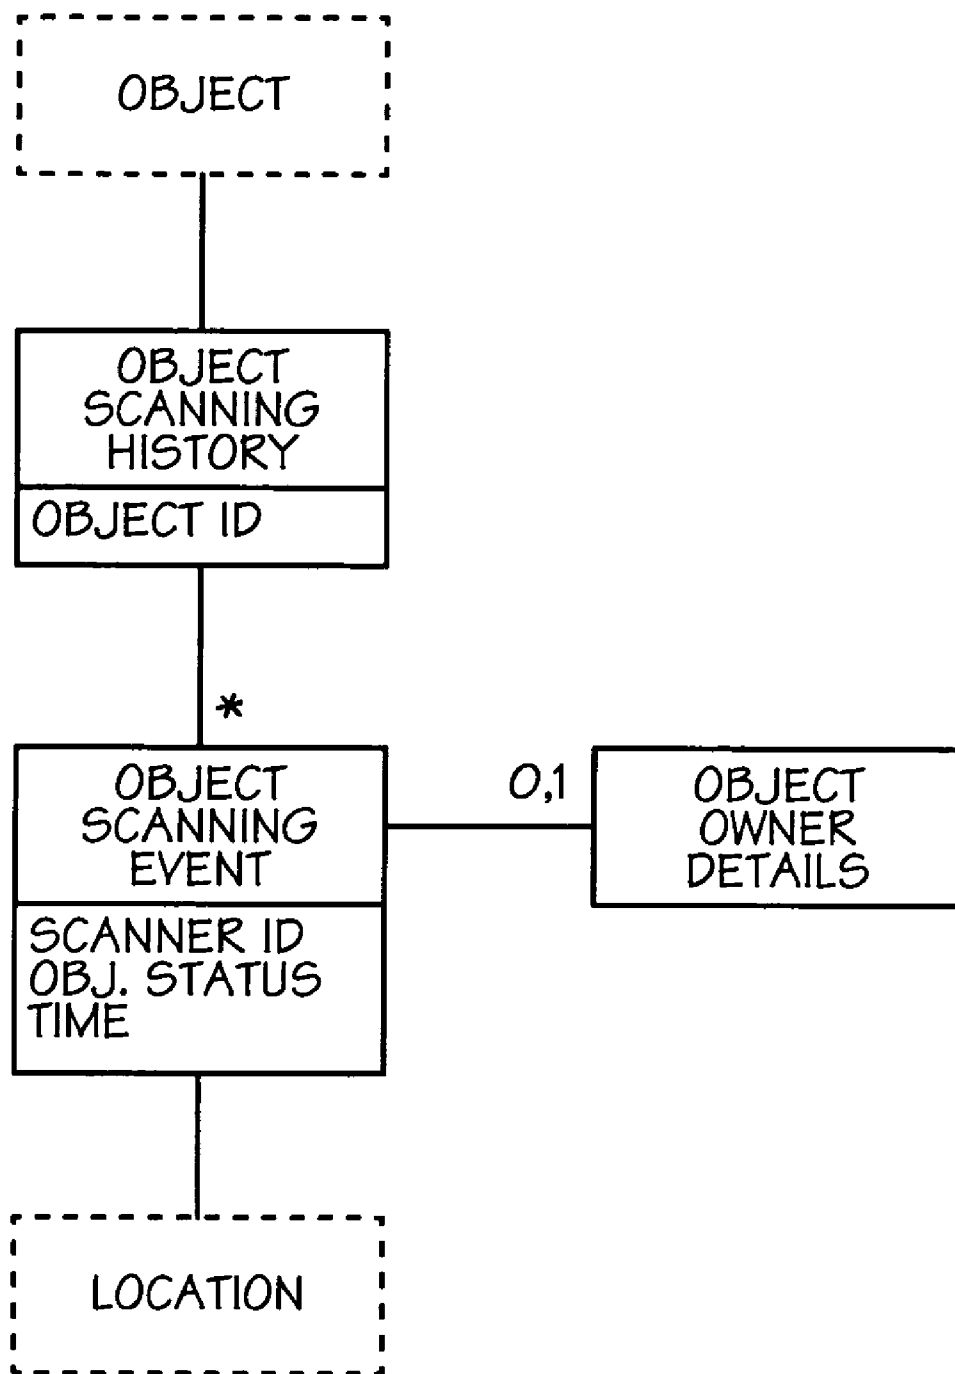 OBJECT
OBJECT
SCANNING
HISTORY
OBJECT ID
*
OBJECT
SCANNING
EVENT
0,1
OBJECT
OWNER
DETAILS
SCANNER ID
OBJ. STATUS
TIME
LOCATION